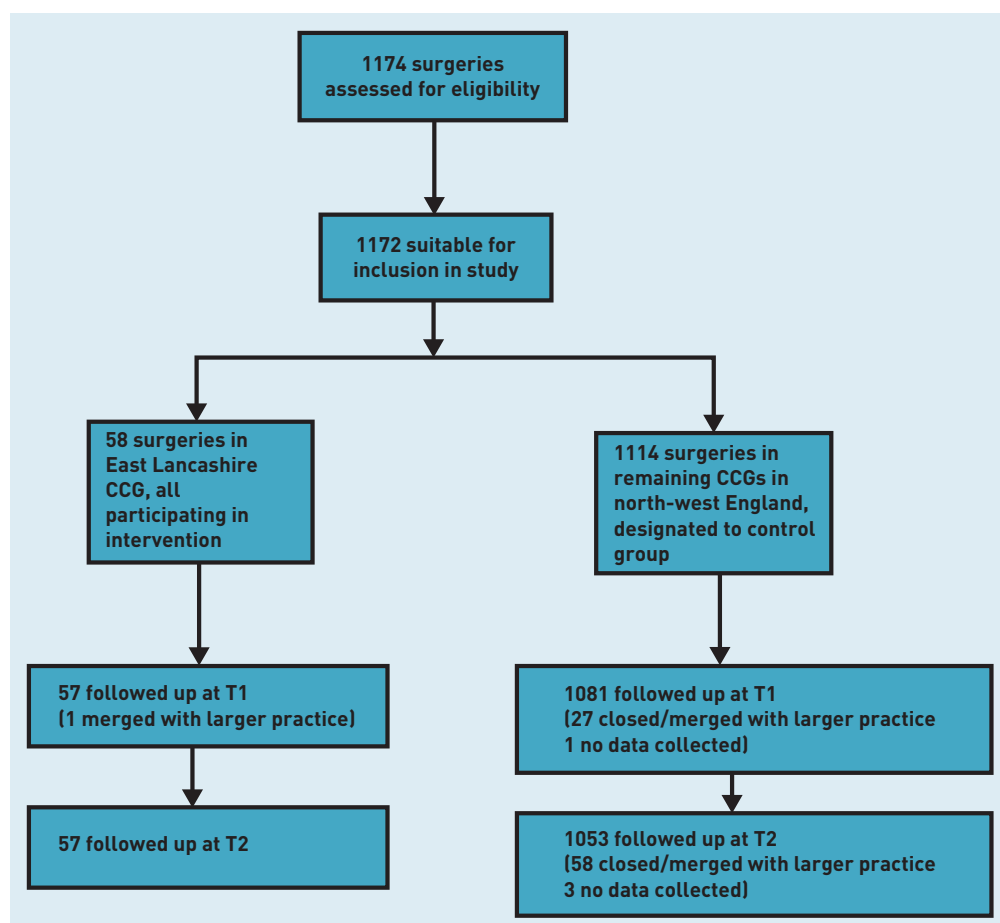 1174 surgeries
assessed for eligibility
1172 suitable for
inclusion in study
58 surgeries in
East Lancashire
CCG, all
participating in
intervention
1114 surgeries in
remaining CCGs in
north-west England,
designated to control
group
57 followed up at T1
(1 merged with larger practice)
1081 followed up at T1
(27 closed/merged with larger practice
1 no data collected)
57 followed up at T2
1053 followed up at T2
(58 closed/merged with larger practice
3 no data collected)